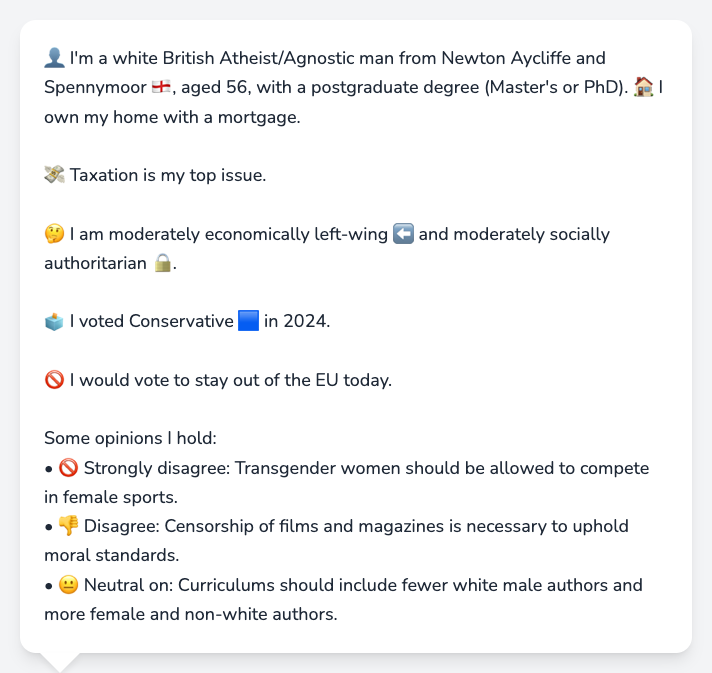 👤 I'm a white British Atheist/Agnostic man from Newton Aycliffe and
Spennymoor 🏴󠁧󠁢󠁥󠁮󠁧󠁿, aged 56, with a postgraduate degree (Master's or PhD). 🏠 I
own my home with a mortgage.
💸 Taxation is my top issue.
🤔 I am moderately economically left-wing ⬅️ and moderately socially
authoritarian 🔒.
🗳️ I voted Conservative 🟦 in 2024.
🚫 I would vote to stay out of the EU today.
Some opinions I hold:
• 🚫 Strongly disagree: Transgender women should be allowed to compete
in female sports.
• 👎 Disagree: Censorship of films and magazines is necessary to uphold
moral standards.
• 😐 Neutral on: Curriculums should include fewer white male authors and
more female and non-white authors.